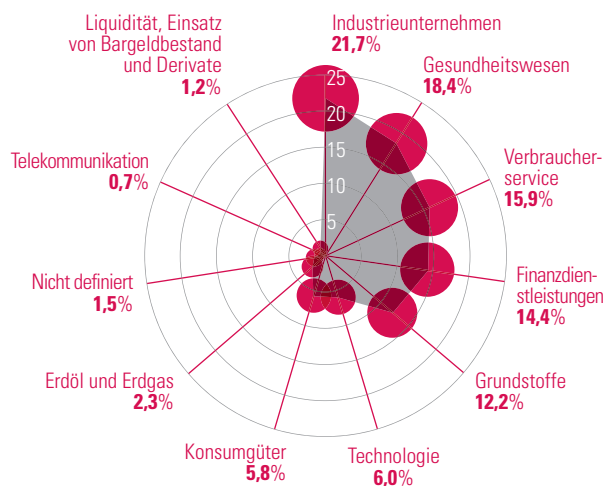 Liquidität, Einsatz
von Bargeldbestand
und Derivate
1,2%
Industrieunternehmen
21,7%
Gesundheitswesen
18,4%
Verbraucher-
service
15,9%
Finanzdien-
stleistungen
14,4%
Grundstoffe
12,2%
Technologie
6,0%
Konsumgüter
5,8%
Erdöl und Erdgas
2,3%
Nicht definiert
1,5%
Telekommunikation
0,7%
25
20
15
10
5